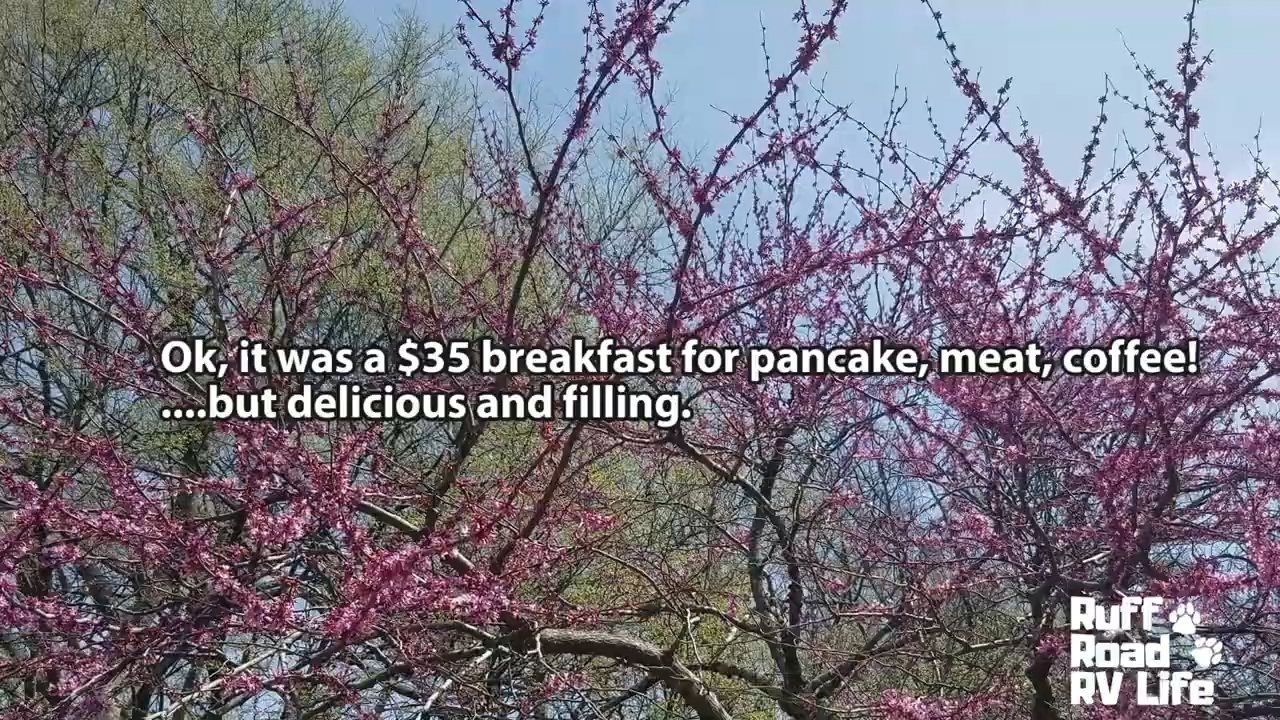 Ok, it was a $35 breakfast for pancake, meat, coffee!
....but delicious and filling.
Ruff
Road
RV Life